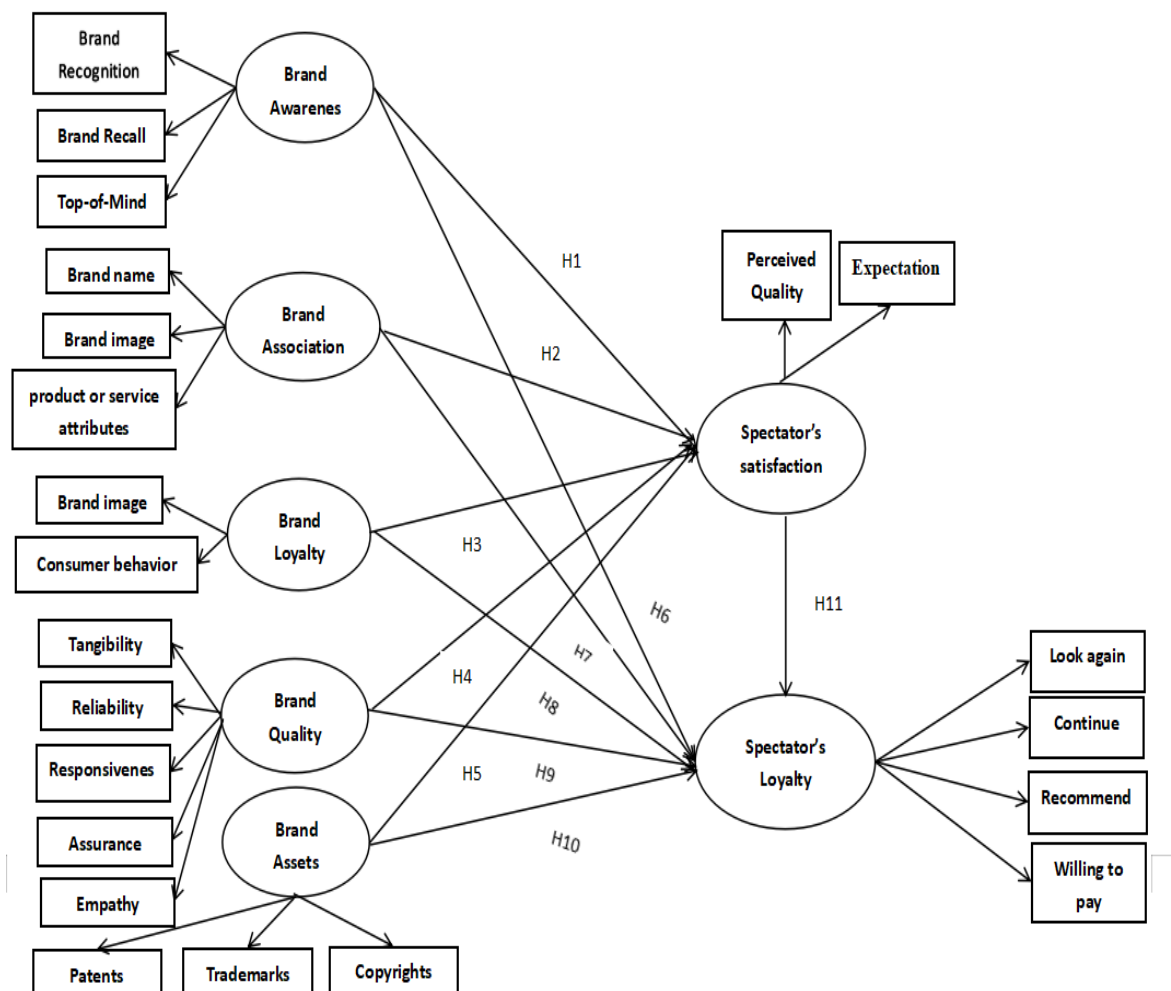 Brand
Recognition
Brand Recall
Top-of-Mind
Brand
Awarenes
Brand name
Brand image
product or service
attributes
Brand
Association
Brand image
Consumer behavior
Brand
Loyalty
Tangibility
Reliability
Responsivenes
Assurance
Empathy
Brand
Quality
Brand
Assets
Patents
Trademarks
Copyrights
H1
H2
H3
H4
H5
H6
H7
H8
H9
H10
Perceived
Quality
Expectation
Spectator's
satisfaction
H11
Spectator's
Loyalty
Look again
Continue
Recommend
Willing to
pay